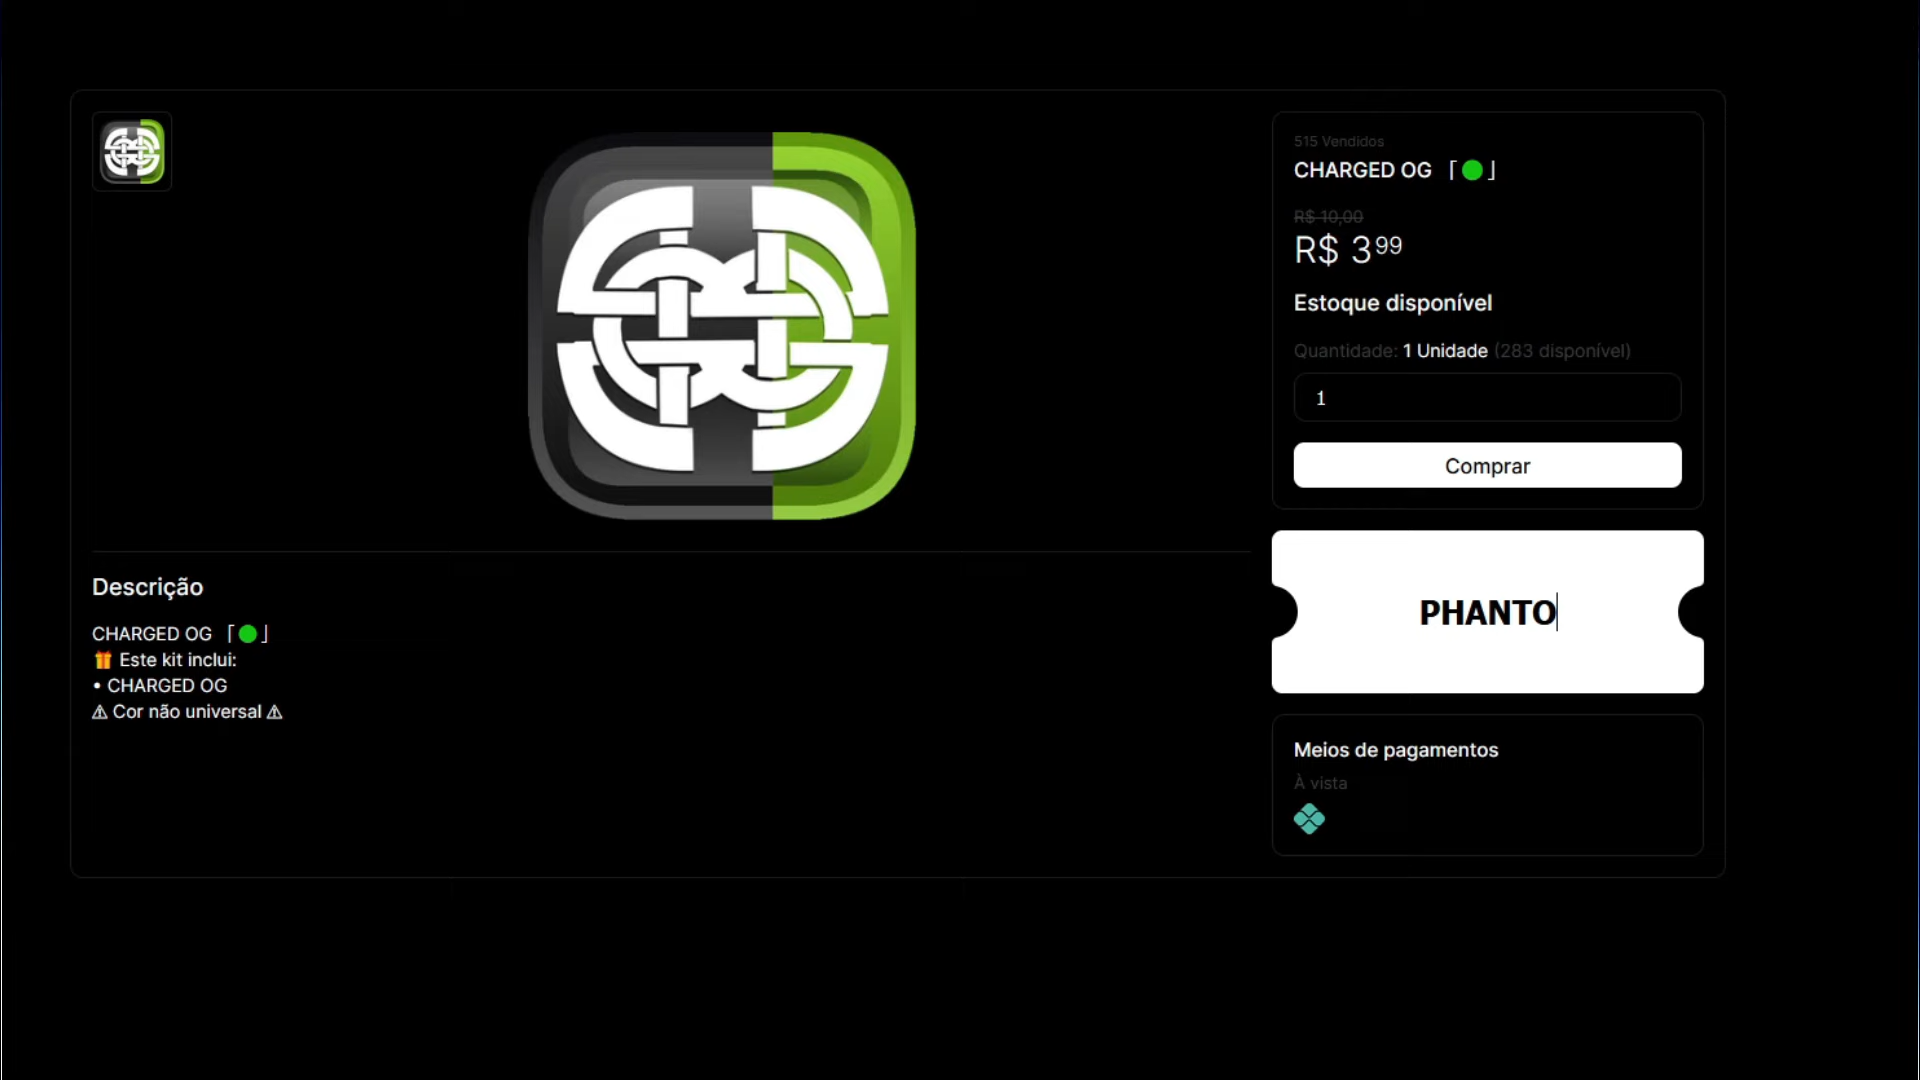 515 Vendidos
CHARGED OG「🟢」
R$ 10,00
R$ 3 99
Estoque disponível
Quantidade: 1 Unidade (283 disponível)
1
Comprar
PHANTO
Descrição
CHARGED OG「🟢」
🎁 Este kit inclui:
• CHARGED OG
⚠ Cor não universal ⚠
Meios de pagamentos
À vista